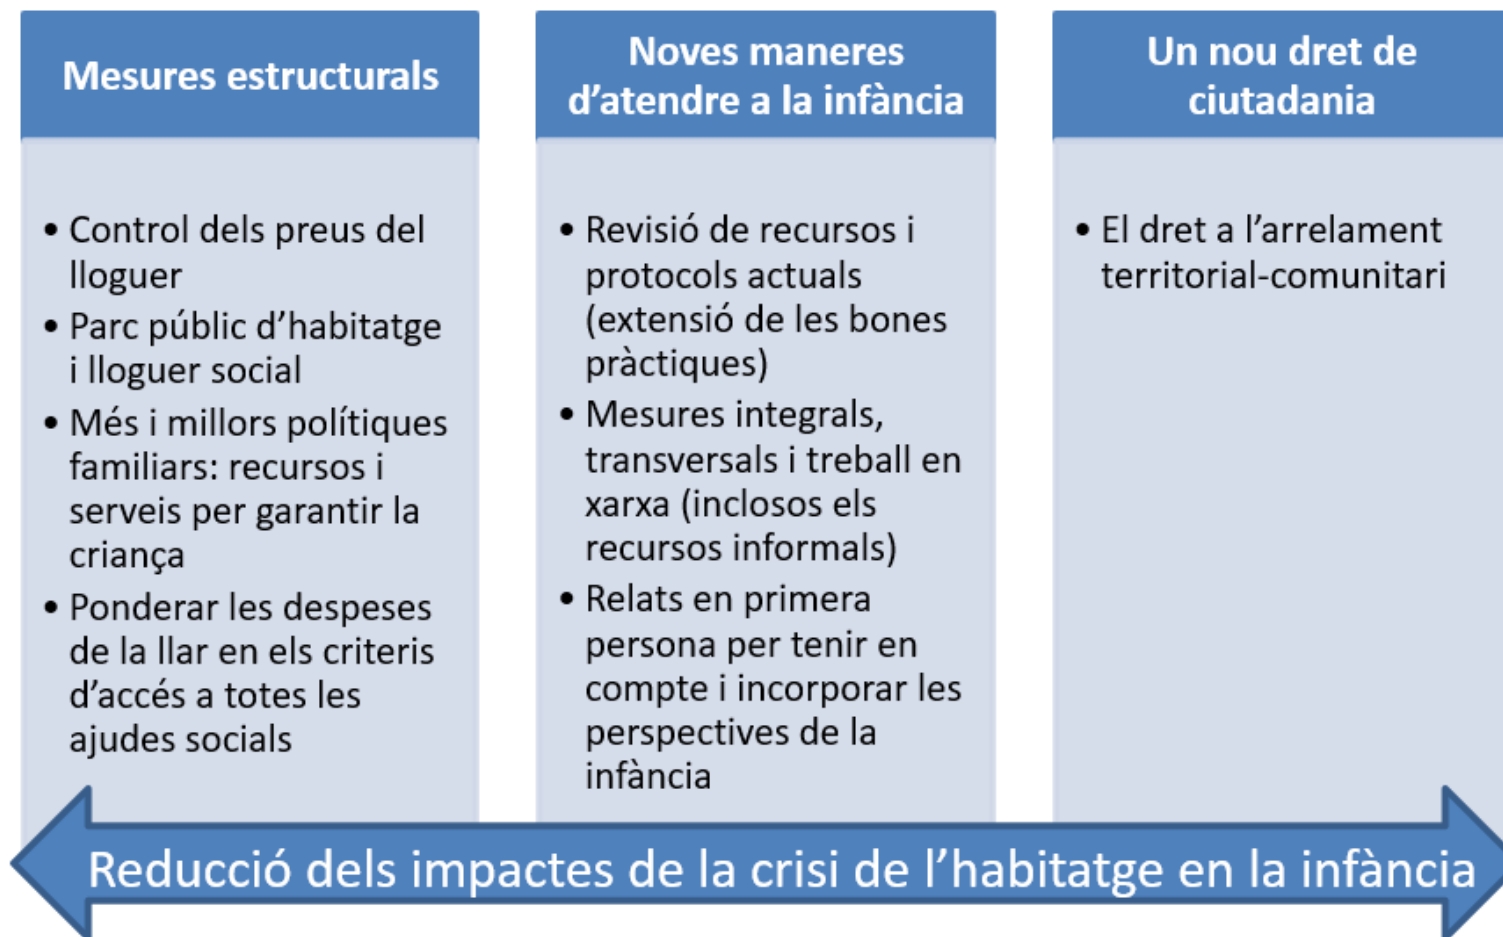 Mesures estructurals
• Control dels preus del
lloguer
• Parc públic d'habitatge
i lloguer social
• Més i millors polítiques
familiars: recursos i
serveis per garantir la
criança
• Ponderar les despeses
de la llar en els criteris
d'accés a totes les
ajudes socials
Noves maneres
d'atendre a la infància
• Revisió de recursos i
protocols actuals
(extensió de les bones
pràctiques)
• Mesures integrals,
transversals i treball en
xarxa (inclosos els
recursos informals)
• Relats en primera
persona per tenir en
compte i incorporar les
perspectives de la
infància
Un nou dret de
ciutadania
• El dret a l'arrelament
territorial-comunitari
Reducció dels impactes de la crisi de l'habitatge en la infància